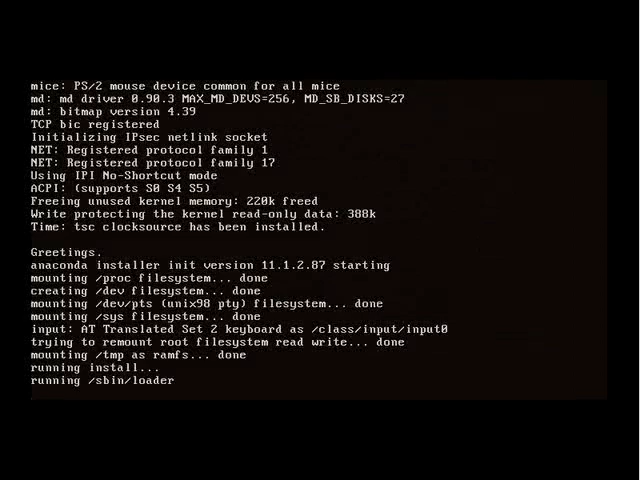 mice: PS/2 mouse device common for all mice
md: md driver 0.90.3 MAX_MD_DEVS=256, MD_SB_DISKS=27
md: bitmap version 4.39
TCP bic registered
Initializing IPsec netlink socket
NET: Registered protocol family 1
NET: Registered protocol family 17
Using IPI No-Shortcut mode
ACPI: (supports S0 S4 S5)
Freeing unused kernel memory: 220k freed
Write protecting the kernel read-only data: 388k
Time: tsc clocksource has been installed.
Greetings.
anaconda installer init version 11.1.2.87 starting
mounting /proc filesystem... done
creating /dev filesystem... done
mounting /dev/pts (unix98 pty) filesystem... done
mounting /sys filesystem... done
input: AT Translated Set 2 keyboard as /class/input/input0
trying to remount root filesystem read write... done
mounting /tmp as ramfs... done
running install...
running /sbin/loader